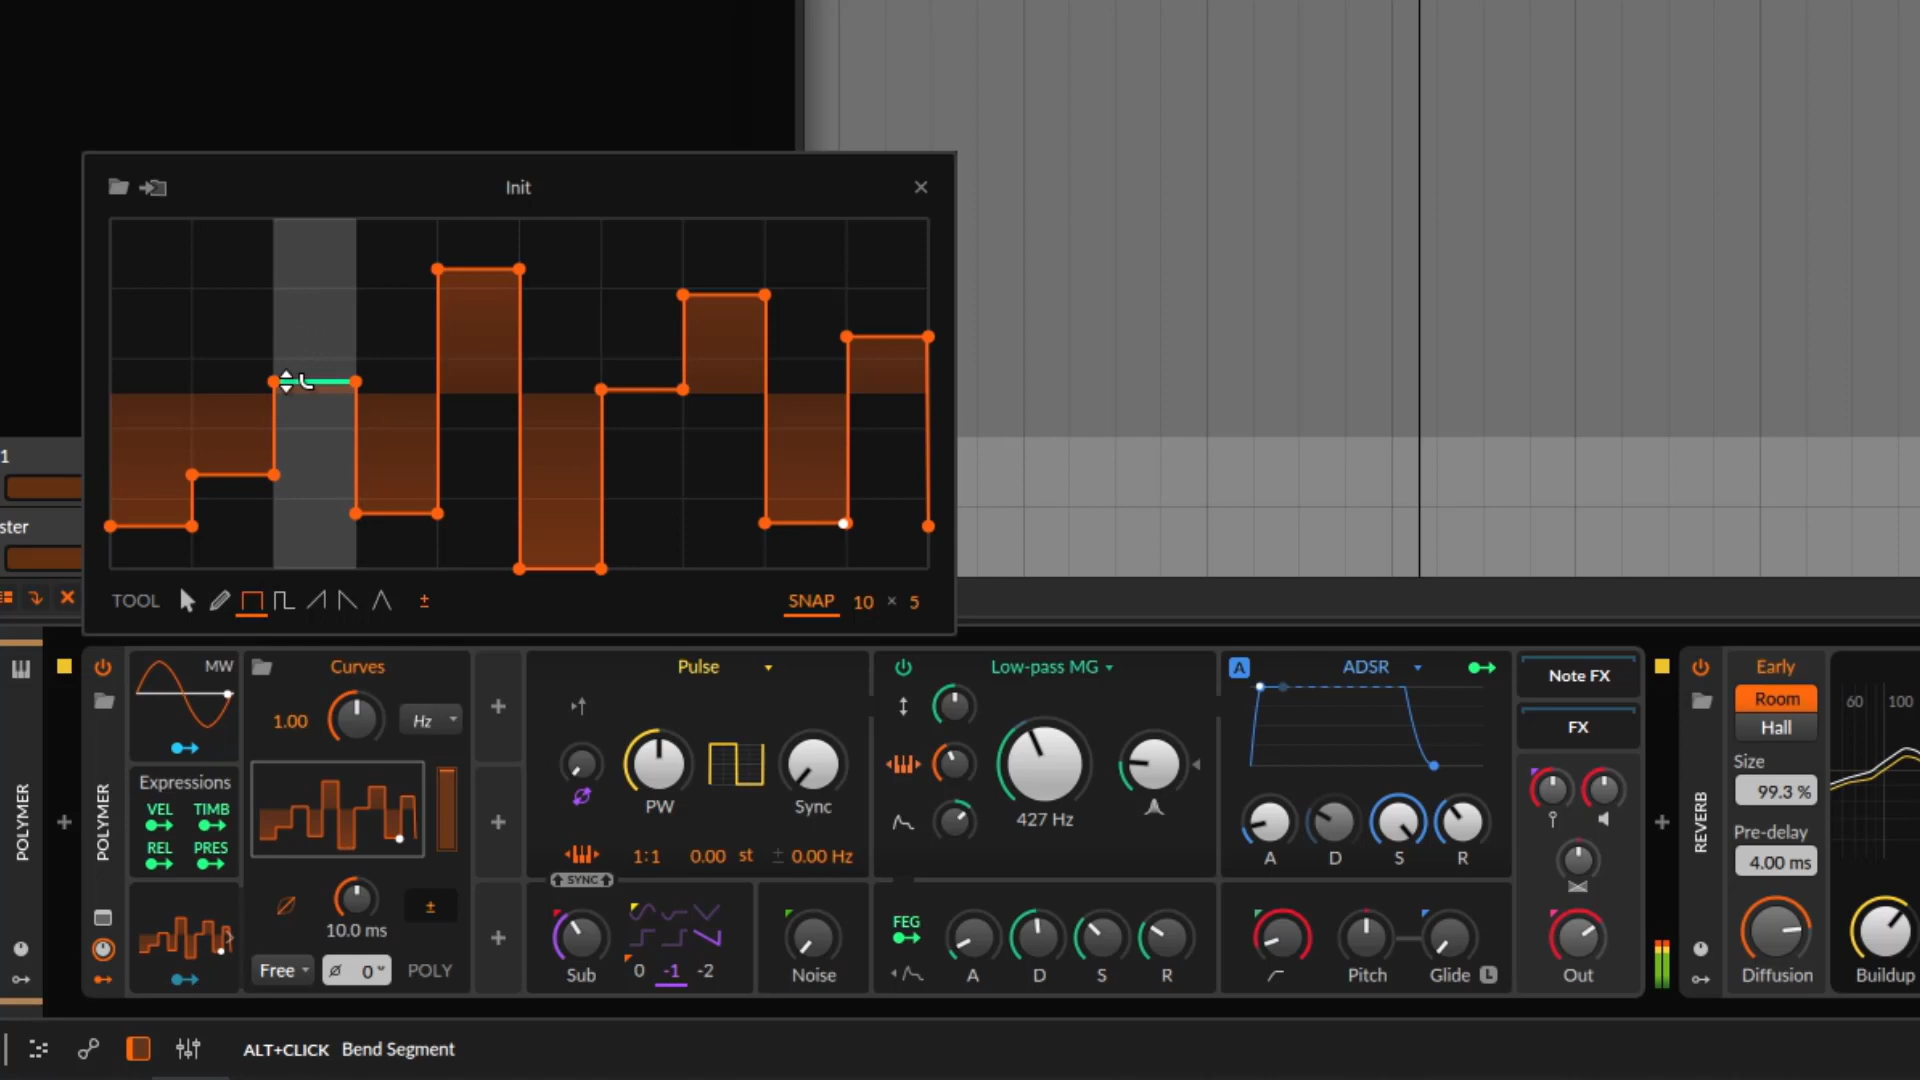 Init
1
ster
TOOL
±
SNAP 10 × 5
POLYMER
POLYMER
MW
Expressions
VEL TIMB
REL PRES
Curves
1.00 Hz
10.0 ms
±
Free ø 0° POLY
Pulse
PW
Sync
1:1 0.00 st ± 0.00 Hz
SYNC
Sub
0 -1 -2
Noise
Low-pass MG
427 Hz
FEG
A D S R
A ADSR
A D S R
Pitch Glide L
Note FX
FX
Out
REVERB
Early
Room
Hall
Size
99.3 %
Pre-delay
4.00 ms
Diffusion
60 100
Buildup
ALT+CLICK Bend Segment